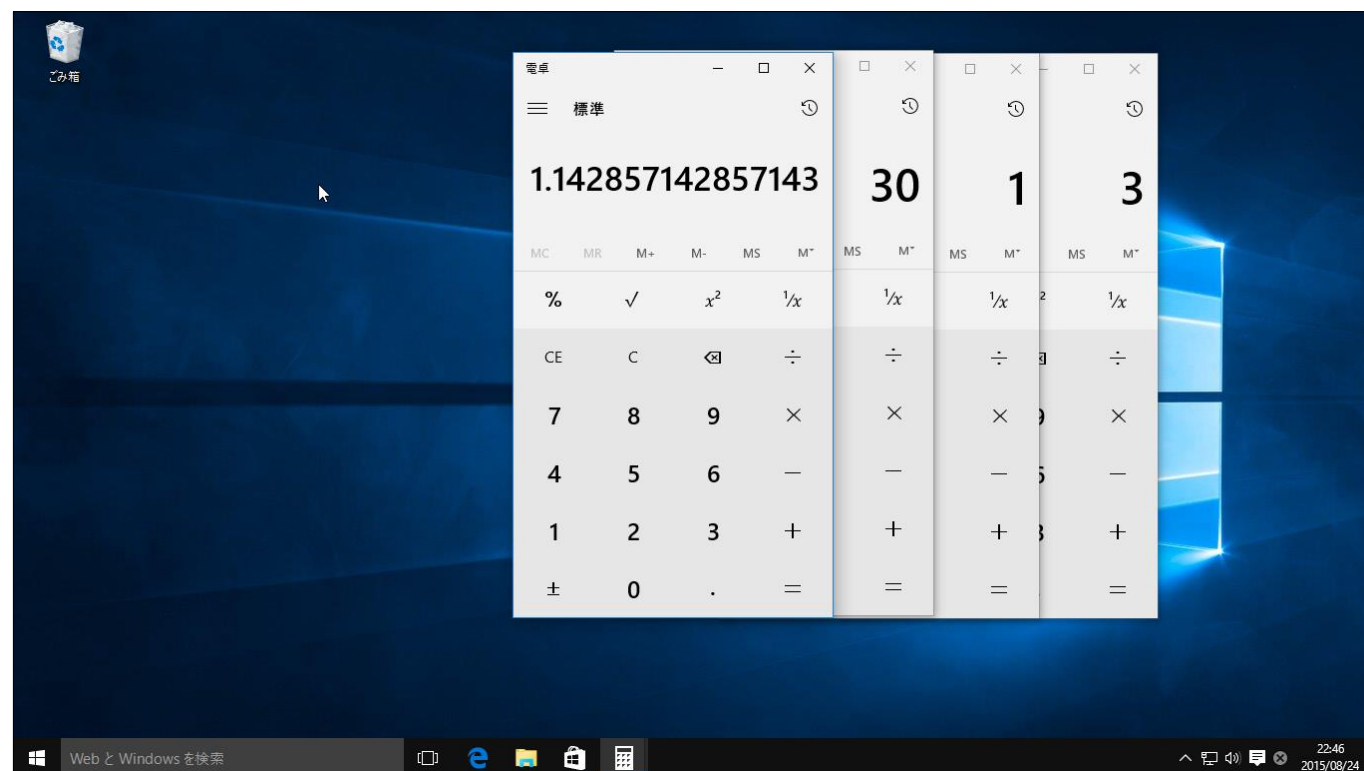 ごみ箱
電卓
標準
1.142857142857143
30
1
3
MC MR M+ M- MS M˅
MS M˅
MS M˅
MS M˅
% √ x² ¹/x
¹/x
¹/x
² ¹/x
CE C ÷
÷
÷
÷
7 8 9 ×
×
×
×
4 5 6 −
−
−
−
1 2 3 +
+
+
+
± 0 . =
=
=
=
Web と Windows を検索
22:46
2015/08/24